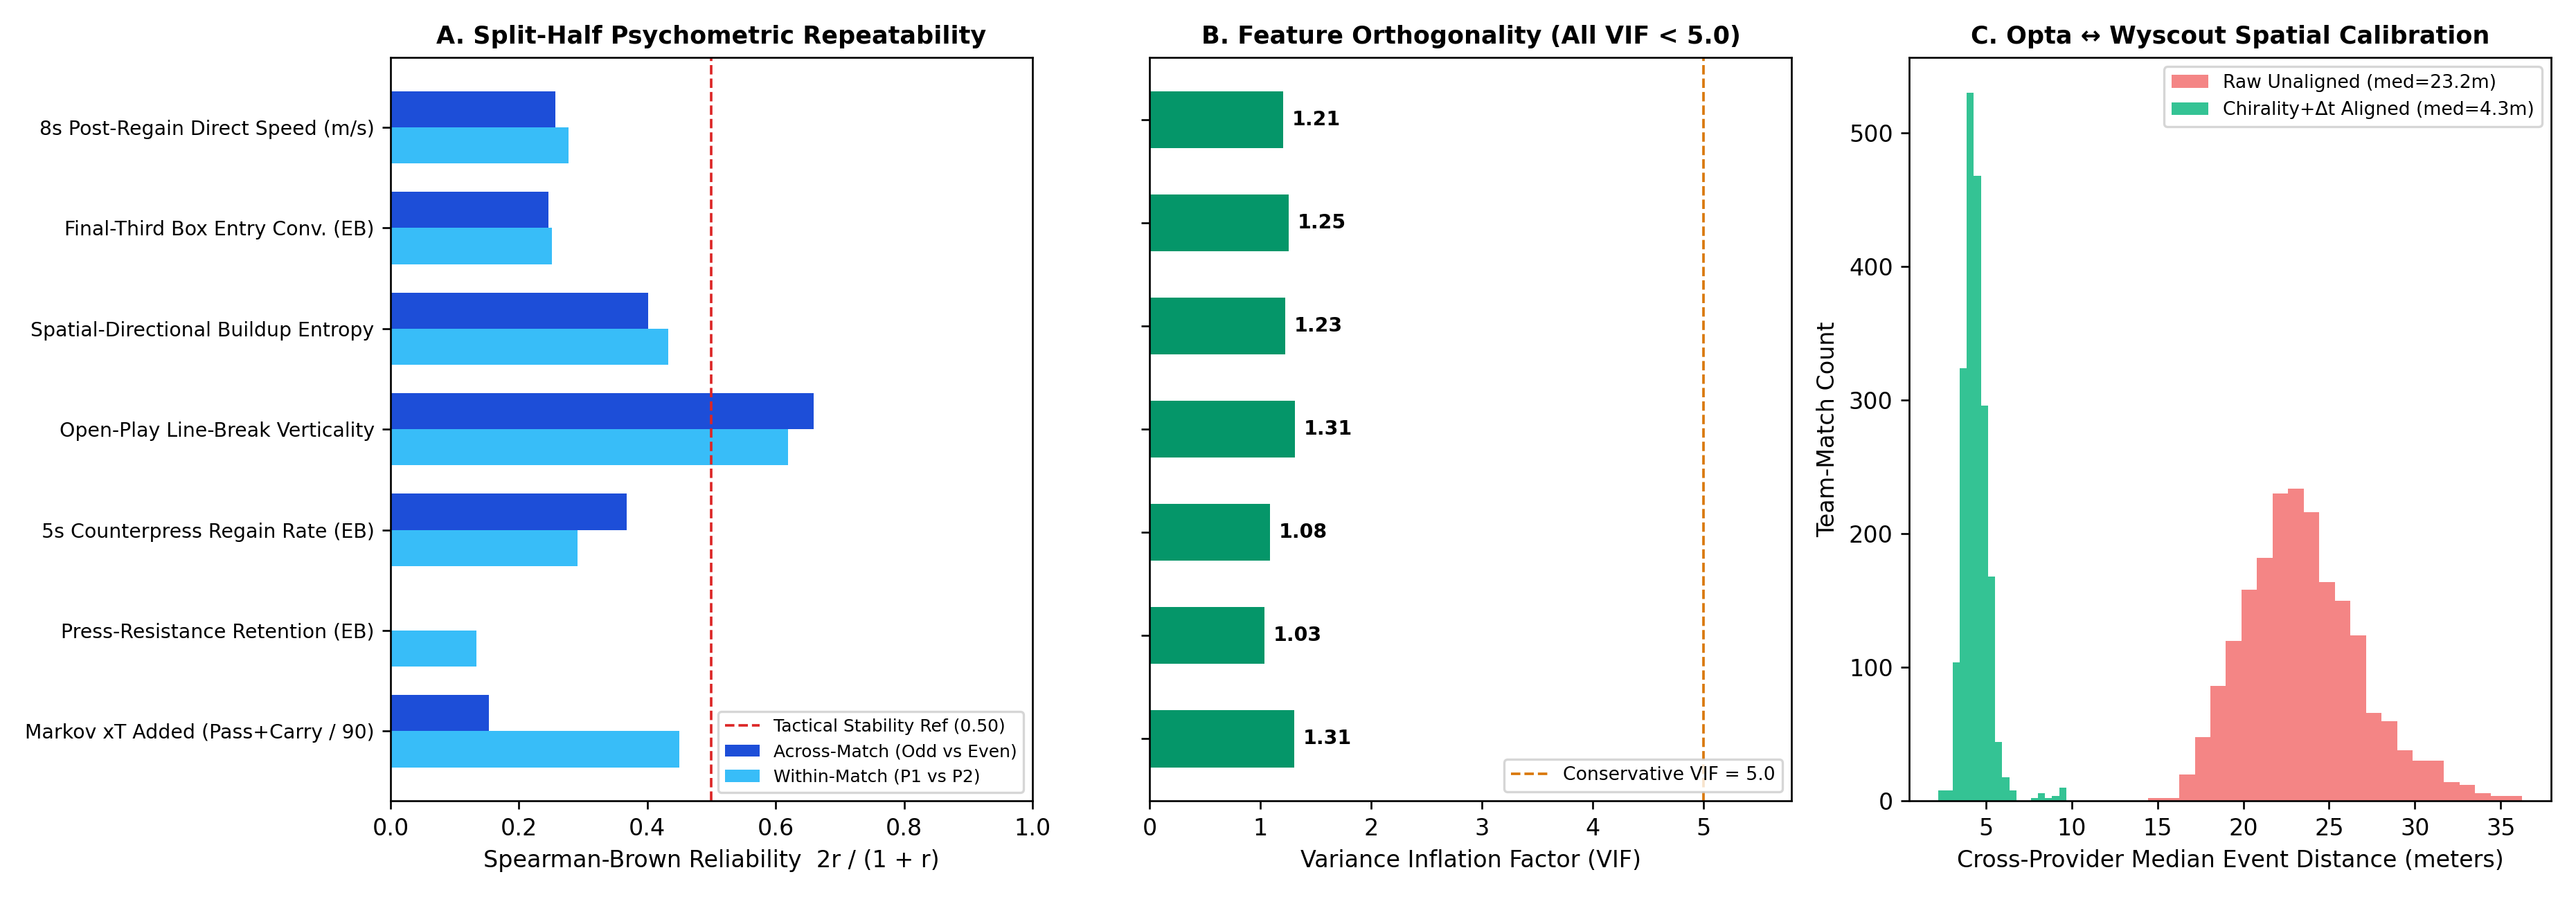 A. Split-Half Psychometric Repeatability
8s Post-Regain Direct Speed (m/s)
Final-Third Box Entry Conv. (EB)
Spatial-Directional Buildup Entropy
Open-Play Line-Break Verticality
5s Counterpress Regain Rate (EB)
Press-Resistance Retention (EB)
Markov xT Added (Pass+Carry / 90)
Tactical Stability Ref (0.50)
Across-Match (Odd vs Even)
Within-Match (P1 vs P2)
0.0 0.2 0.4 0.6 0.8 1.0
Spearman-Brown Reliability 2r / (1 + r)
B. Feature Orthogonality (All VIF < 5.0)
1.21
1.25
1.23
1.31
1.08
1.03
1.31
Conservative VIF = 5.0
0 1 2 3 4 5
Variance Inflation Factor (VIF)
C. Opta ↔ Wyscout Spatial Calibration
Raw Unaligned (med=23.2m)
Chirality+Δt Aligned (med=4.3m)
Team-Match Count
500
400
300
200
100
0
5 10 15 20 25 30 35
Cross-Provider Median Event Distance (meters)